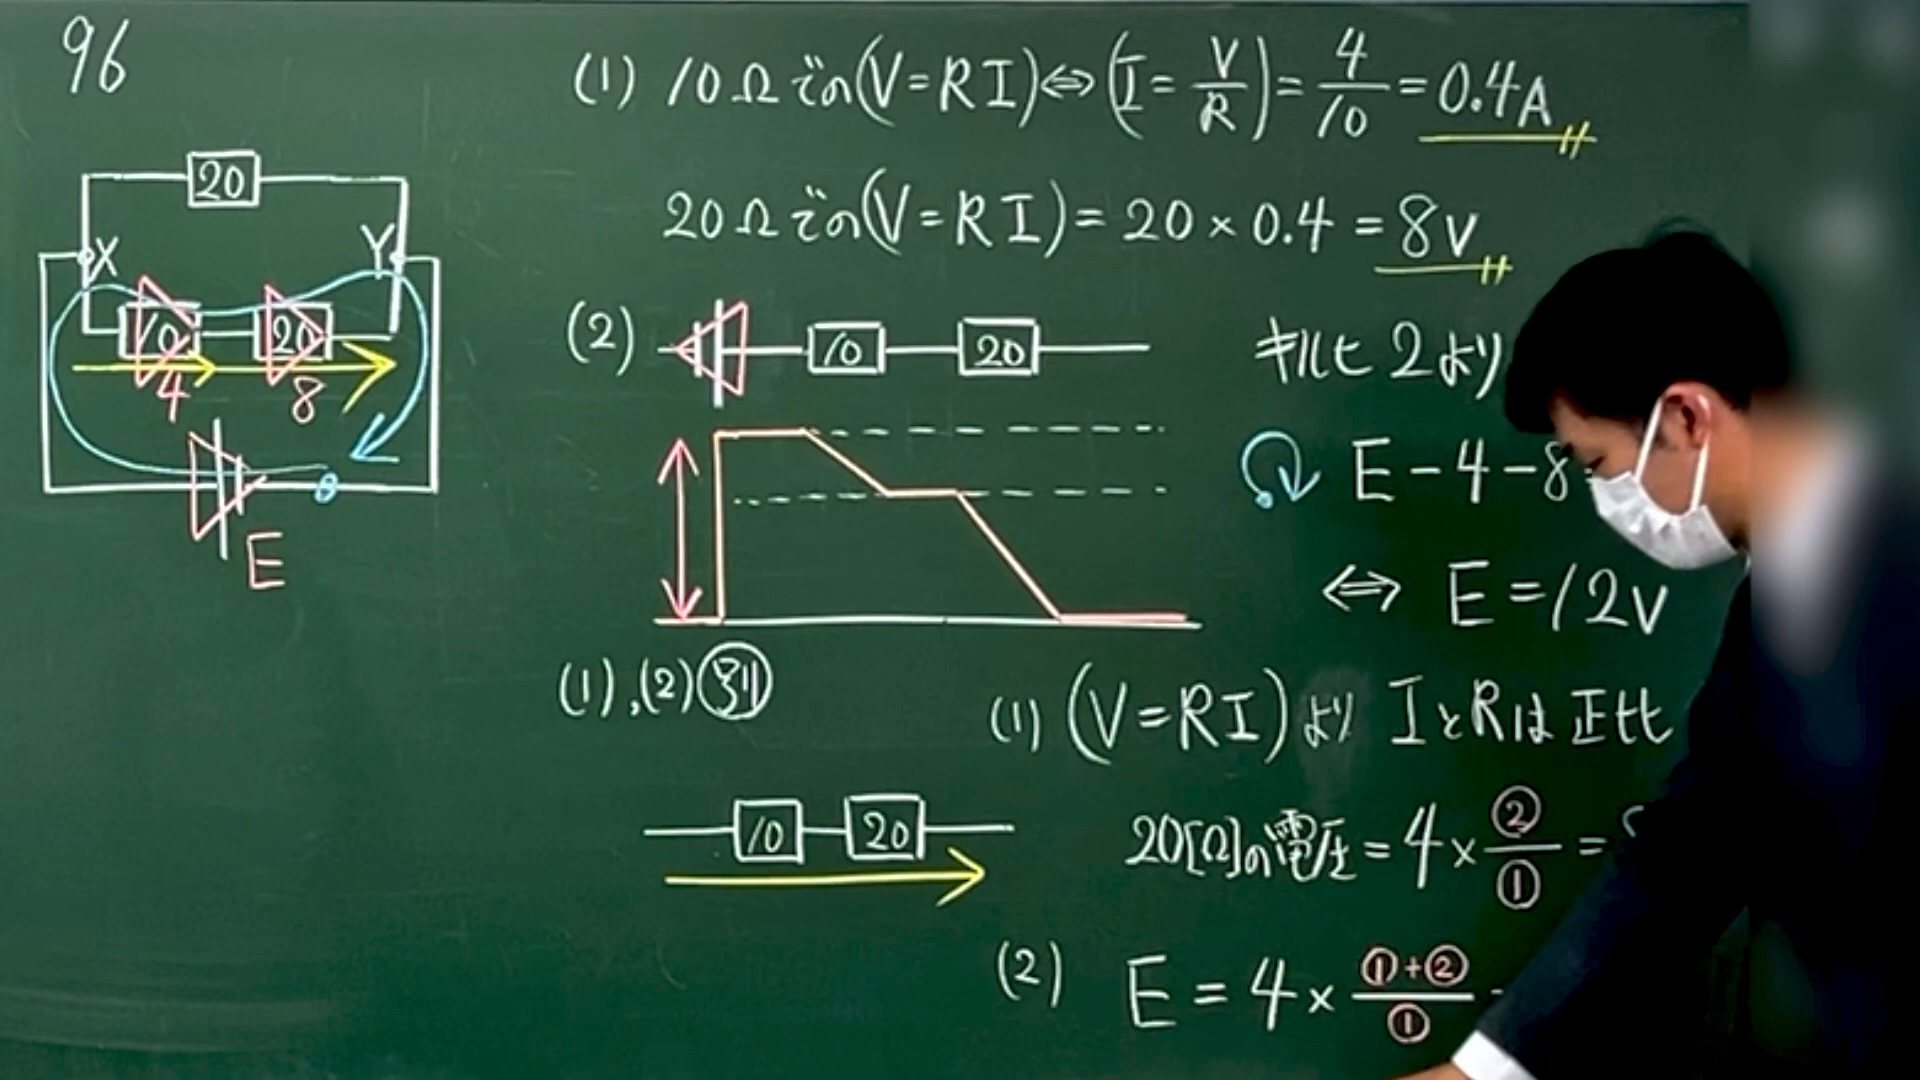 96
20
X
Y
10
20
4
8
E
(1) 10Ωでの(V=RI)⇔(I=V/R)=4/10=0.4A
20Ωでの(V=RI)=20×0.4=8V
(2)
10
20
キルヒ2より
E-4-8
⇔ E=12V
(1),(2)別
(1) (V=RI)より IとRは正比
10
20
20[Ω]の電圧=4×②/①=
(2) E=4×①+②/①